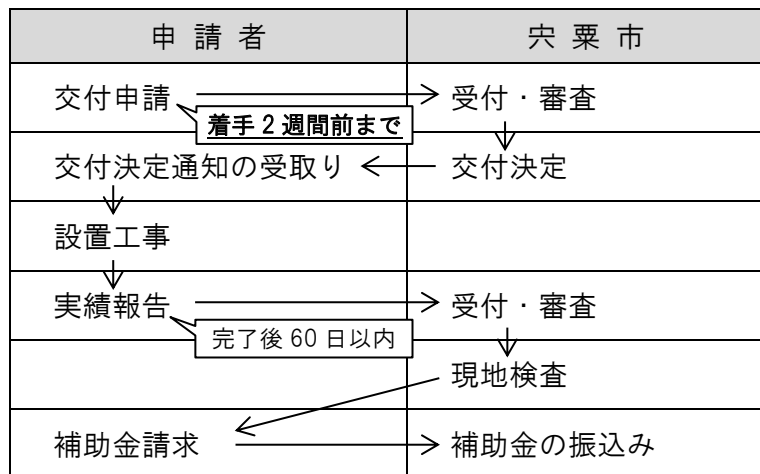 申請者 宍粟市
交付申請 受付・審査
着手2週間前まで
交付決定通知の受取り 交付決定
設置工事
実績報告 受付・審査
完了後60日以内
現地検査
補助金請求 補助金の振込み